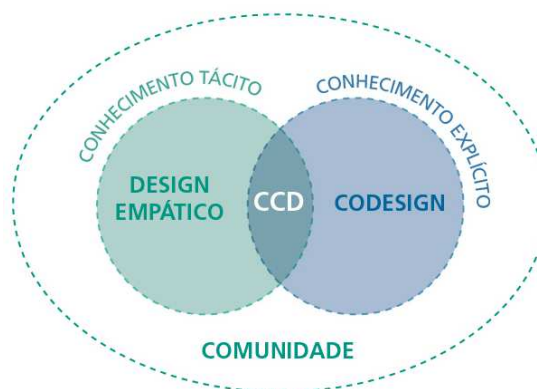 CONHECIMENTO TÁCITO
CONHECIMENTO EXPLÍCITO
DESIGN
EMPÁTICO
CCD
CODESIGN
COMUNIDADE